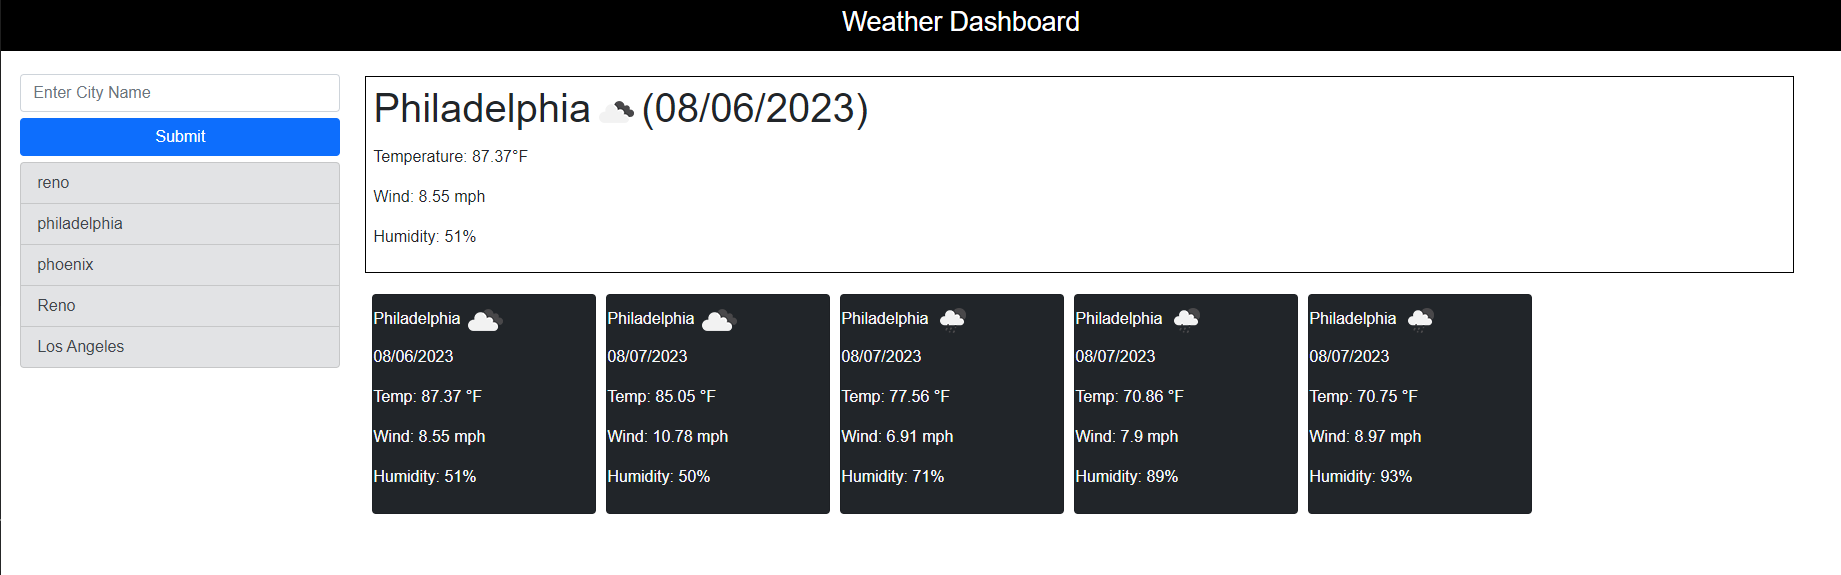 Weather Dashboard
Enter City Name
Submit
reno
philadelphia
phoenix
Reno
Los Angeles
Philadelphia (08/06/2023)
Temperature: 87.37°F
Wind: 8.55 mph
Humidity: 51%
Philadelphia
08/06/2023
Temp: 87.37 °F
Wind: 8.55 mph
Humidity: 51%
Philadelphia
08/07/2023
Temp: 85.05 °F
Wind: 10.78 mph
Humidity: 50%
Philadelphia
08/07/2023
Temp: 77.56 °F
Wind: 6.91 mph
Humidity: 71%
Philadelphia
08/07/2023
Temp: 70.86 °F
Wind: 7.9 mph
Humidity: 89%
Philadelphia
08/07/2023
Temp: 70.75 °F
Wind: 8.97 mph
Humidity: 93%